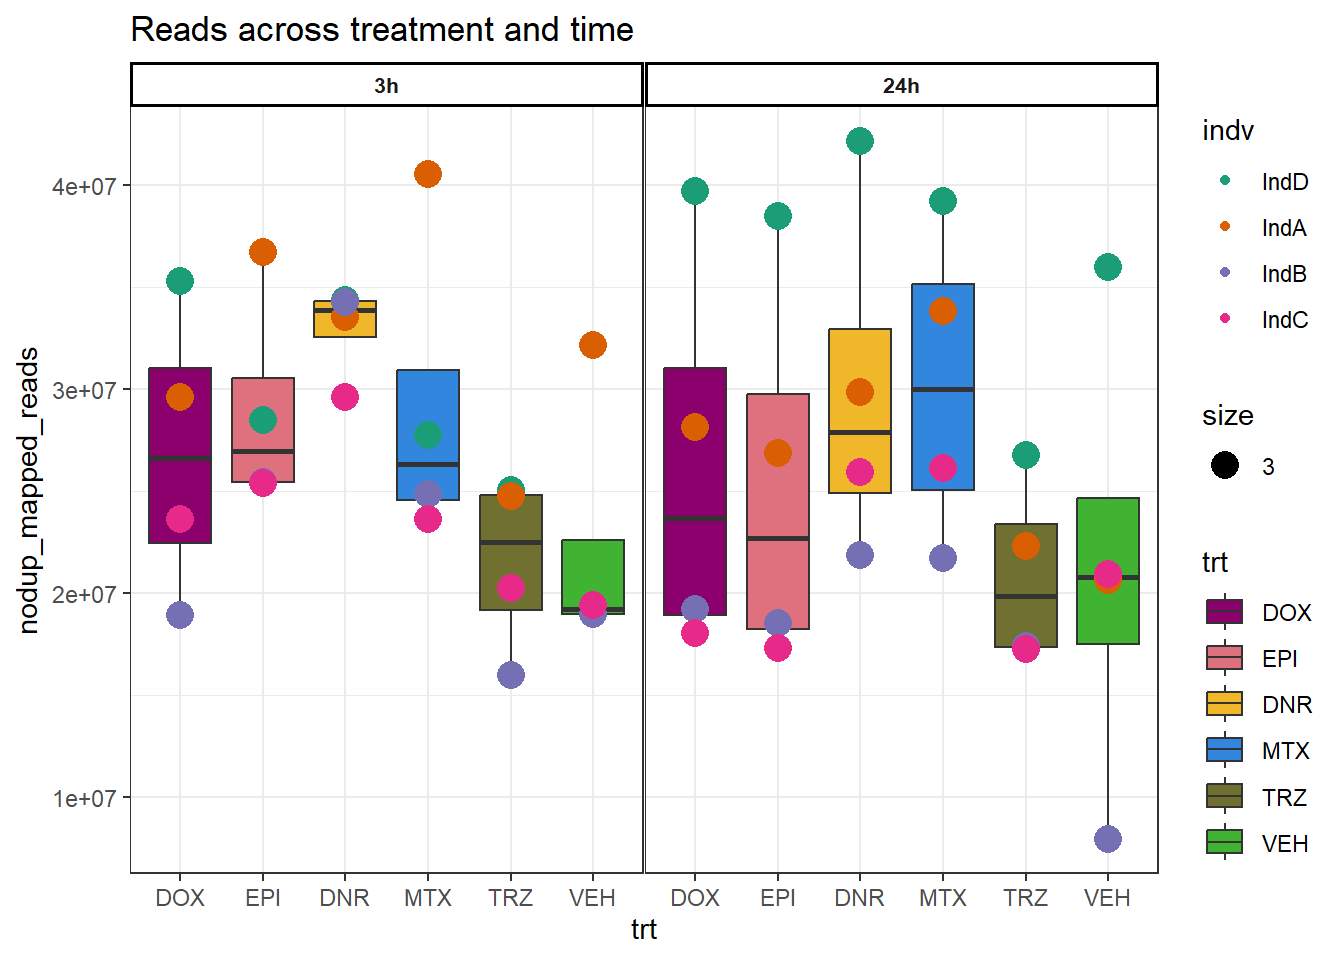 Reads across treatment and time
3h
24h
nodup_mapped_reads
4e+07
3e+07
2e+07
1e+07
DOX EPI DNR MTX TRZ VEH
DOX EPI DNR MTX TRZ VEH
trt
indv
IndD
IndA
IndB
IndC
size
3
trt
DOX
EPI
DNR
MTX
TRZ
VEH